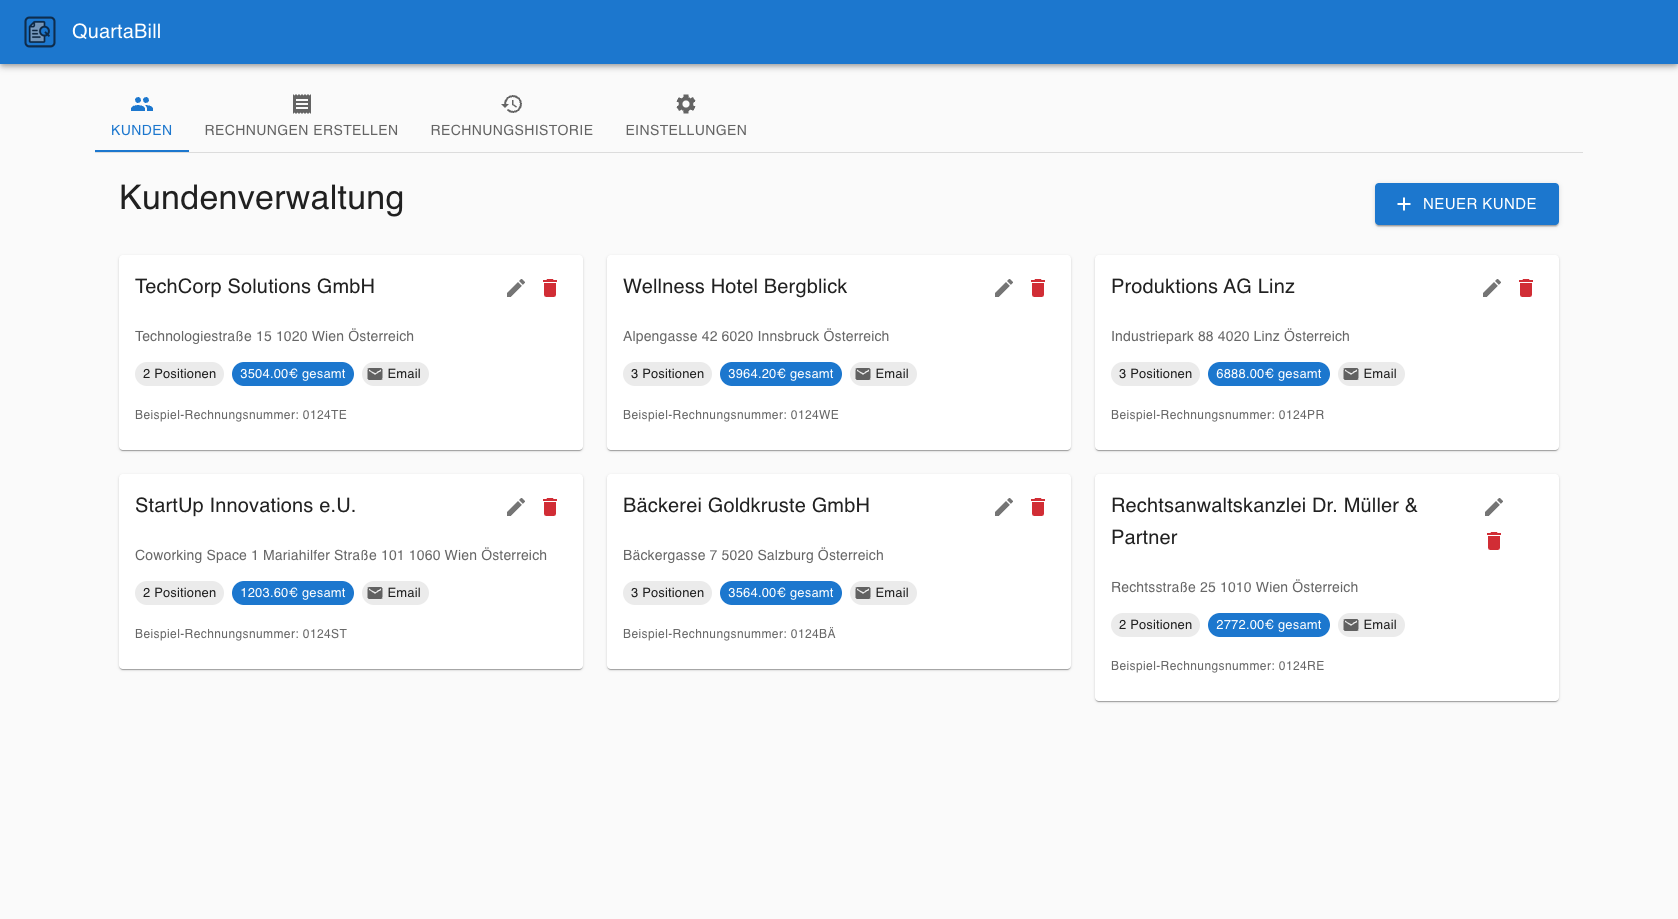 QuartaBill
KUNDEN
RECHNUNGEN ERSTELLEN
RECHNUNGSHISTORIE
EINSTELLUNGEN
Kundenverwaltung
NEUER KUNDE
TechCorp Solutions GmbH
Technologiestraße 15 1020 Wien Österreich
2 Positionen
3504.00€ gesamt
Email
Beispiel-Rechnungsnummer: 0124TE
Wellness Hotel Bergblick
Alpengasse 42 6020 Innsbruck Österreich
3 Positionen
3964.20€ gesamt
Email
Beispiel-Rechnungsnummer: 0124WE
Produktions AG Linz
Industriepark 88 4020 Linz Österreich
3 Positionen
6888.00€ gesamt
Email
Beispiel-Rechnungsnummer: 0124PR
StartUp Innovations e.U.
Coworking Space 1 Mariahilfer Straße 101 1060 Wien Österreich
2 Positionen
1203.60€ gesamt
Email
Beispiel-Rechnungsnummer: 0124ST
Bäckerei Goldkruste GmbH
Bäckergasse 7 5020 Salzburg Österreich
3 Positionen
3564.00€ gesamt
Email
Beispiel-Rechnungsnummer: 0124BÄ
Rechtsanwaltskanzlei Dr. Müller &
Partner
Rechtsstraße 25 1010 Wien Österreich
2 Positionen
2772.00€ gesamt
Email
Beispiel-Rechnungsnummer: 0124RE